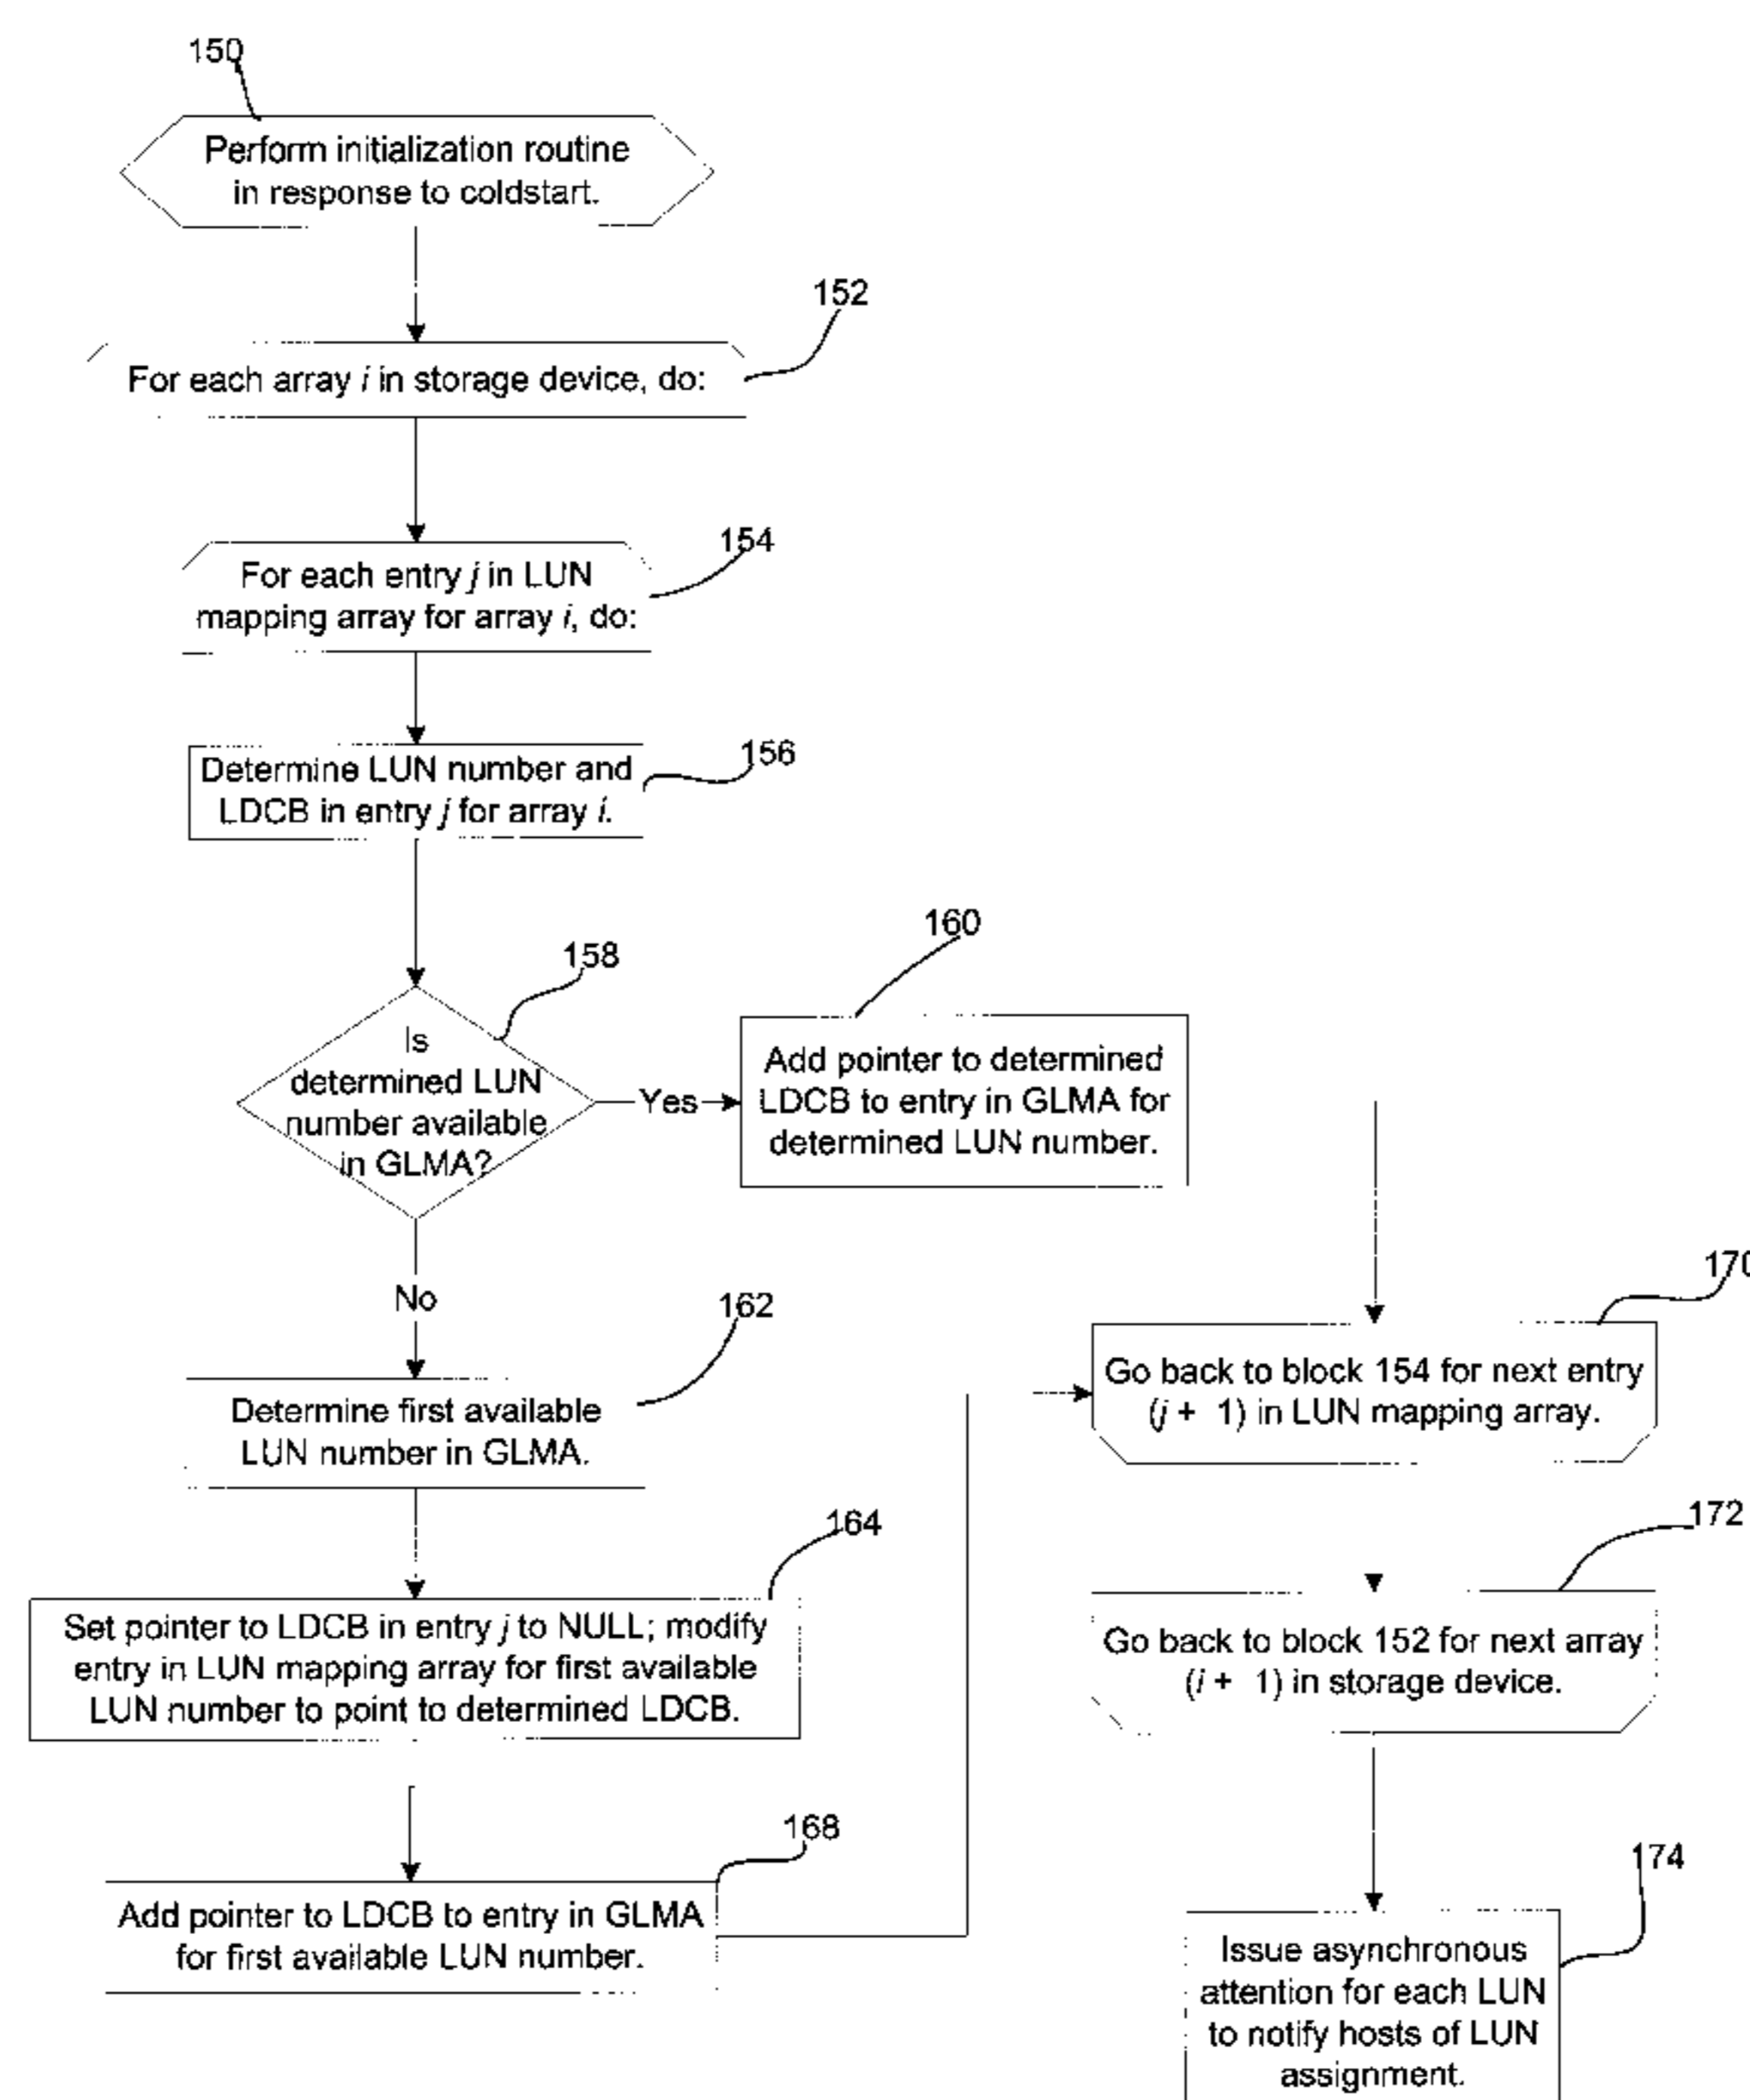 150
Perform initialization routine
in response to coldstart.
152
For each array i in storage device, do:
154
For each entry j in LUN
mapping array for array i, do:
156
Determine LUN number and
LDCB in entry j for array i.
158
Is
determined LUN
number available
in GLMA?
Yes
160
Add pointer to determined
LDCB to entry in GLMA for
determined LUN number.
No
162
Determine first available
LUN number in GLMA.
164
Set pointer to LDCB in entry j to NULL; modify
entry in LUN mapping array for first available
LUN number to point to determined LDCB.
168
Add pointer to LDCB to entry in GLMA
for first available LUN number.
170
Go back to block 154 for next entry
(j + 1) in LUN mapping array.
172
Go back to block 152 for next array
(i + 1) in storage device.
174
Issue asynchronous
attention for each LUN
to notify hosts of LUN
assignment.